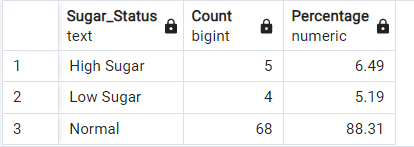 Sugar_Status Count Percentage
text bigint numeric
1 High Sugar 5 6.49
2 Low Sugar 4 5.19
3 Normal 68 88.31